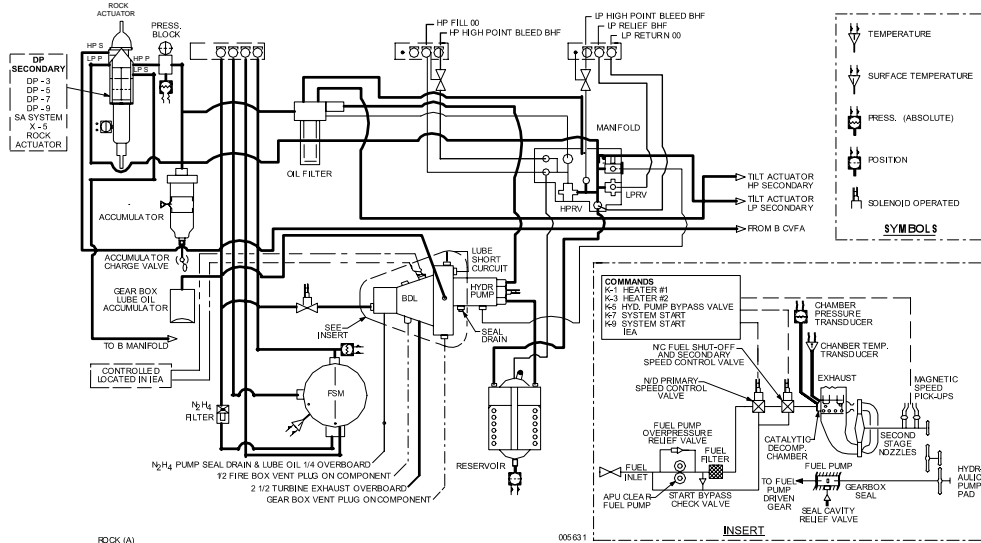 ROCK
ACTUATOR
PRESS.
BLOCK
HP S
LP P
HP P
LP S
DP
SECONDARY
DP - 3
DP - 5
DP - 7
DP - 9
SA SYSTEM
X - 5
ROCK
ACTUATOR
HP FILL 00
HP HIGH POINT BLEED BHF
LP HIGH POINT BLEED BHF
LP RELIEF BHF
LP RETURN 00
MANIFOLD
OIL FILTER
HPRV
LPRV
TILT ACTUATOR
HP SECONDARY
TILT ACTUATOR
LP SECONDARY
FROM B CVFA
TEMPERATURE
SURFACE TEMPERATURE
PRESS. (ABSOLUTE)
POSITION
SOLENOID OPERATED
SYMBOLS
ACCUMULATOR
ACCUMULATOR
CHARGE VALVE
GEAR BOX
LUBE OIL
ACCUMULATOR
TO B MANIFOLD
CONTROLLED
LOCATED IN IEA
LUBE
SHORT
CURCUIT
BDL
HYDR
PUMP
SEE
INSERT
SEAL
DRAIN
N2H4
FILTER
FSM
RESERVOIR
N2H4 PUMP SEAL DRAIN & LUBE OIL 1/4 OVERBOARD
1/2 FIRE BOX VENT PLUG ON COMPONENT
2 1/2 TURBINE EXHAUST OVERBOARD
GEAR BOX VENT PLUG ON COMPONENT
COMMANDS
K-1 HEATER #1
K-3 HEATER #2
K-5 HYD. PUMP BYPASS VALVE
K-7 SYSTEM START
K-9 SYSTEM START
IEA
CHAMBER
PRESSURE
TRANSDUCER
N/C FUEL SHUT-OFF
AND SECONDARY
SPEED CONTROL VALVE
CHANBER TEMP.
TRANSDUCER
N/D PRIMARY
SPEED CONTROL
VALVE
EXHAUST
MAGNETIC
SPEED
PICK-UPS
FUEL PUMP
OVERPRESSURE
RELIEF VALVE
FUEL
FILTER
CATALYTIC
DECOMP.
CHAMBER
SECOND
STAGE
NOZZLES
FUEL
INLET
APU CLEAR
FUEL PUMP
START BYPASS
CHECK VALVE
TO FUEL
PUMP
DRIVEN
GEAR
FUEL PUMP
GEARBOX
SEAL
SEAL CAVITY
RELIEF VALVE
HYDR-
AULIC
PUMP
PAD
INSERT
ROCK (A)
005631